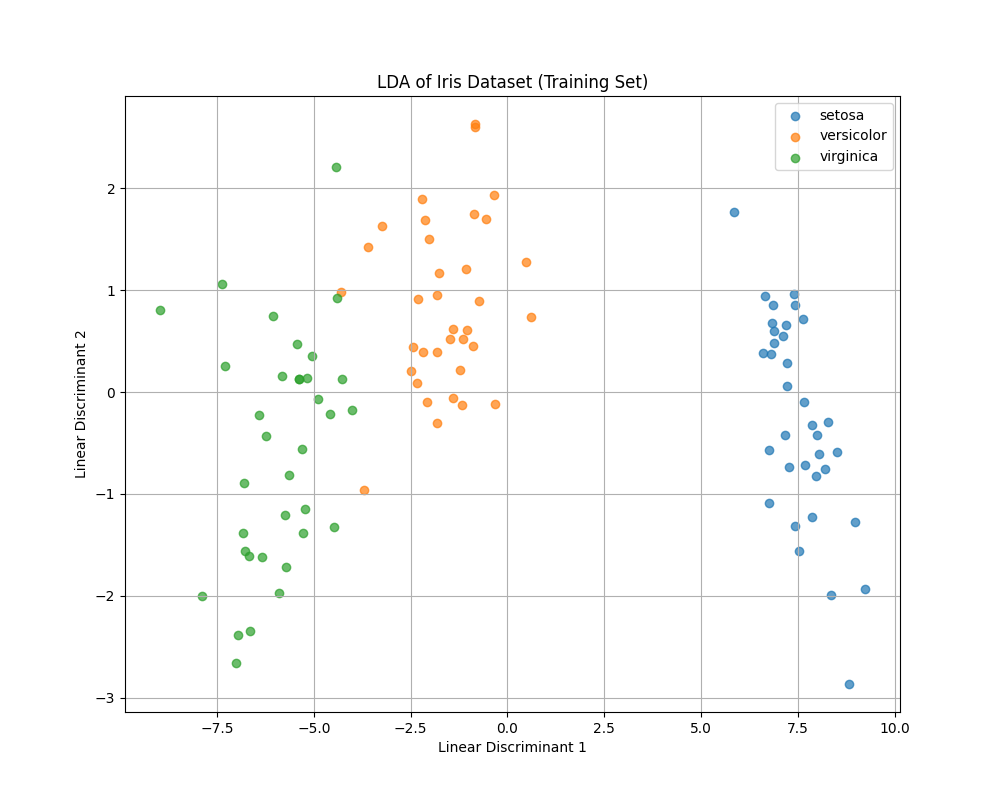 LDA of Iris Dataset (Training Set)
setosa
versicolor
virginica
Linear Discriminant 2
2
1
0
−1
−2
−3
−7.5 −5.0 −2.5 0.0 2.5 5.0 7.5 10.0
Linear Discriminant 1